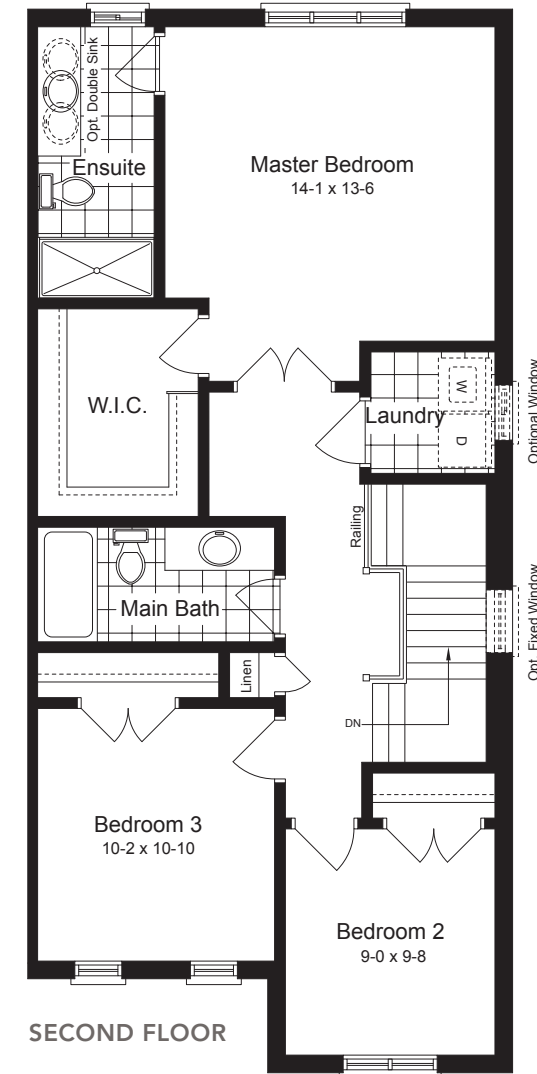 Opt. Double Sink
Ensuite
Master Bedroom
14-1 x 13-6
W.I.C.
W
Laundry
D
Optional Window
Railing
Opt. Fixed Window
Main Bath
Linen
DN
Bedroom 3
10-2 x 10-10
Bedroom 2
9-0 x 9-8
SECOND FLOOR